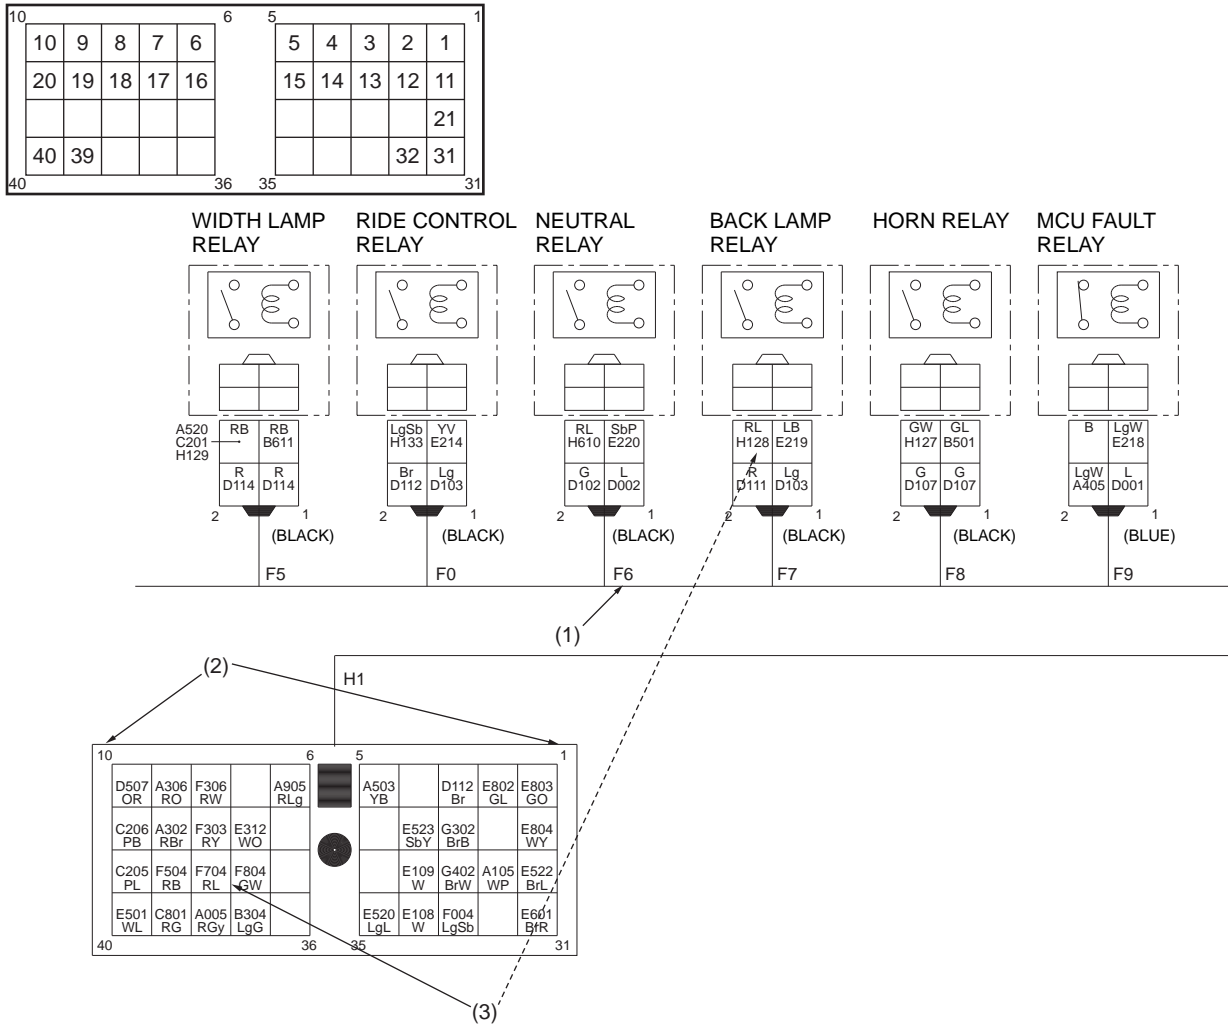 10 6 5 1
10 9 8 7 6 5 4 3 2 1
20 19 18 17 16 15 14 13 12 11
21
40 39 32 31
40 36 35 31
WIDTH LAMP RELAY
RIDE CONTROL RELAY
NEUTRAL RELAY
BACK LAMP RELAY
HORN RELAY
MCU FAULT RELAY
A520
C201
H129
RB RB B611
R D114 R D114
2 1
(BLACK)
F5
LgSb H133 YV E214
Br D112 Lg D103
2 1
(BLACK)
F0
RL H610 SbP E220
G D102 L D002
2 1
(BLACK)
F6
RL H128 LB E219
R D111 Lg D103
2 1
(BLACK)
F7
GW H127 GL B501
G D107 G D107
2 1
(BLACK)
F8
B LgW E218
LgW A405 L D001
2 1
(BLUE)
F9
(1)
(2)
H1
10 6 5 1
D507 A306 F306 A905 A503 D112 E802 E803
OR RO RW RLg YB Br GL GO
C206 A302 F303 E312 E523 G302 E804
PB RBr RY WO SbY BrB WY
C205 F504 F704 F804 E109 G402 A105 E522
PL RB RL GW W BrW WP BrL
E501 C801 A005 B304 E520 E108 F004 E601
WL RG RGy LgG LgL W LgSb BrR
40 36 35 31
(3)